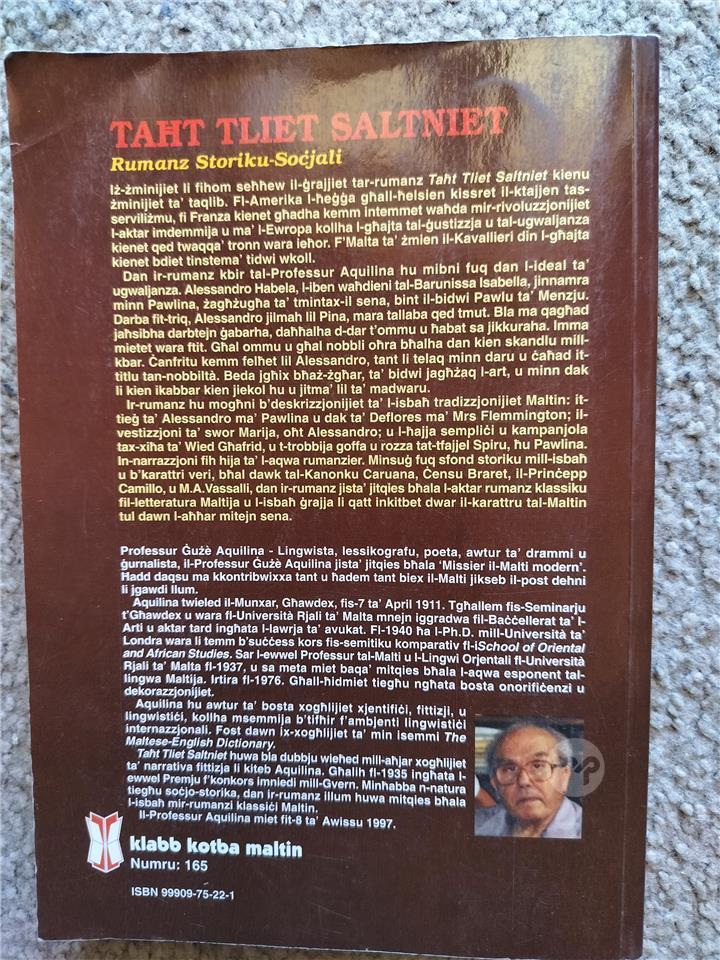 TAĦT TLIET SALTNIET
Rumanz Storiku-Soċjali
Iż-żminijiet li fihom seħħew il-ġrajjiet tar-rumanz Taħt Tliet Saltniet kienu
żminijiet ta' taqlib. Fl-Amerika l-ħeġġa għall-ħelsien kissret il-ktajjen tas-
serviliżmu, fi Franza kienet għadha kemm intemmet waħda mir-rivoluzzjonijiet
l-aktar imdemmija u ma' l-Ewropa kollha l-għajta tal-ġustizzja u tal-ugwaljanza
kienet qed twaqqa' tronn wara ieħor. F'Malta ta' żmien il-Kavallieri din l-għajta
kienet bdiet tinstema' tidwi wkoll.
Dan ir-rumanz kbir tal-Professur Aquilina hu mibni fuq dan l-ideal ta'
ugwaljanza. Alessandro Habela, l-iben waħdieni tal-Barunissa Isabella, jinnamra
minn Pawlina, żagħżugħa ta' tmintax-il sena, bint il-bidwi Pawlu ta' Menzju.
Darba fit-triq, Alessandro jilmaħ lil Pina, mara tallaba qed tmut. Bla ma qagħad
jaħsibha darbtejn ġabarha, daħħalha d-dar t'ommu u ħabat sa jikkuraha. Imma
mietet wara ftit. Għal ommu u għal nobbli oħra bħalha dan kien skandlu mill-
kbar. Ċanfritu kemm felħet lil Alessandro, tant li telaq minn daru u ċaħad it-
titlu tan-nobbiltà. Beda jgħix bħaż-żgħar, ta' bidwi jagħżaq l-art, u minn dak
li kien ikabbar kien jiekol hu u jitma' lil ta' madwaru.
Ir-rumanz hu mogħni b'deskrizzjonijiet ta' l-isbaħ tradizzjonijiet Maltin: it-
tieġ ta' Alessandro ma' Pawlina u dak ta' Deflores ma' Mrs Flemmington; il-
vestizzjoni ta' swor Marija, oħt Alessandro; u l-ħajja sempliċi u kampanjola
tax-xiħa ta' Wied Għafrid, u t-trobbija goffa u rozza tat-tfajjel Spiru, ħu Pawlina.
In-narrazzjoni fih hija ta' l-aqwa rumanzier. Minsuġ fuq sfond storiku mill-isbaħ
u b'karattri veri, bħal dawk tal-Kanonku Caruana, Ċensu Braret, il-Prinċepp
Camillo, u M.A.Vassalli, dan ir-rumanz jista' jitqies bħala l-aktar rumanz klassiku
fil-letteratura Maltija u l-isbaħ ġrajja li qatt inkitbet dwar il-karattru tal-Maltin
tul dawn l-aħħar mitejn sena.
Professur Ġużè Aquilina - Lingwista, lessikografu, poeta, awtur ta' drammi u
ġurnalista, il-Professur Ġużè Aquilina jista' jitqies bħala 'Missier il-Malti modern'.
Ħadd daqsu ma kkontribwixxa tant u ħadem tant biex il-Malti jikseb il-post dehni
li jgawdi llum.
Aquilina twieled il-Munxar, Għawdex, fis-7 ta' April 1911. Tgħallem fis-Seminarju
t'Għawdex u wara fl-Università Rjali ta' Malta mnejn iggradwa fil-Baċċellerat ta' l-
Arti u aktar tard ingħata l-lawrja ta' avukat. Fl-1940 ħa l-Ph.D. mill-Università ta'
Londra wara li temm b'suċċess kors fis-semitiku komparativ fl-iSchool of Oriental
and African Studies. Sar l-ewwel Professur tal-Malti u l-Lingwi Orjentali fl-Università
Rjali ta' Malta fl-1937, u sa meta miet baqa' mitqies bħala l-aqwa esponent tal-
lingwa Maltija. Irtira fl-1976. Għall-ħidmiet tiegħu ngħata bosta onorifiċenzi u
dekorazzjonijiet.
Aquilina hu awtur ta' bosta xogħlijiet xjentifiċi, fittizji, u
lingwistiċi, kollha msemmija b'tifħir f'ambjenti lingwistiċi
internazzjonali. Fost dawn ix-xogħlijiet ta' min isemmi The
Maltese-English Dictionary.
Taħt Tliet Saltniet huwa bla dubbju wieħed mill-aħjar xogħlijiet
ta' narrativa fittizja li kiteb Aquilina. Għalih fl-1935 ingħata l-
ewwel Premju f'konkors imniedi mill-Gvern. Minħabba n-natura
tiegħu soċjo-storika, dan ir-rumanz illum huwa mitqies bħala
l-isbaħ mir-rumanzi klassiċi Maltin.
Il-Professur Aquilina miet fit-8 ta' Awissu 1997.
klabb kotba maltin
Numru: 165
ISBN 99909-75-22-1